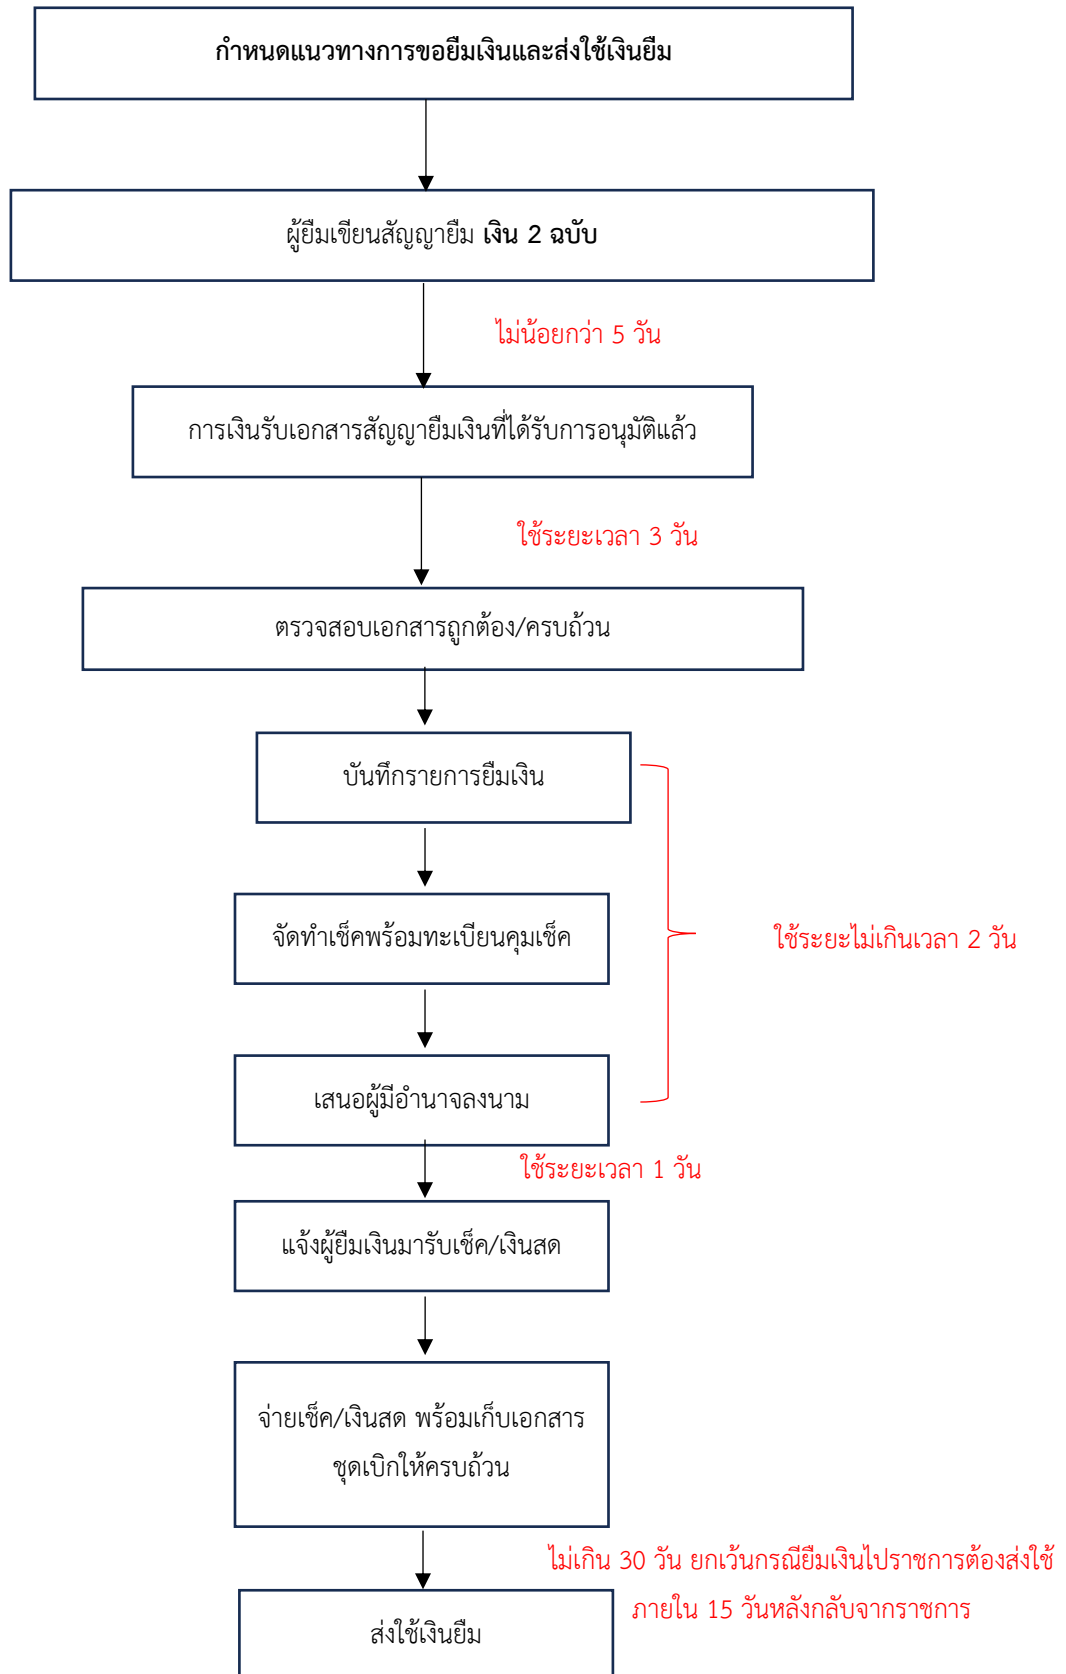 กำหนดแนวทางการขอยืมเงินและส่งใช้เงินยืม
ผู้ยืมเขียนสัญญายืม เงิน 2 ฉบับ
ไม่น้อยกว่า 5 วัน
การเงินรับเอกสารสัญญายืมเงินที่ได้รับการอนุมัติแล้ว
ใช้ระยะเวลา 3 วัน
ตรวจสอบเอกสารถูกต้อง/ครบถ้วน
บันทึกรายการยืมเงิน
จัดทำเช็คพร้อมทะเบียนคุมเช็ค
ใช้ระยะไม่เกินเวลา 2 วัน
เสนอผู้มีอำนาจลงนาม
ใช้ระยะเวลา 1 วัน
แจ้งผู้ยืมเงินมารับเช็ค/เงินสด
จ่ายเช็ค/เงินสด พร้อมเก็บเอกสาร
ชุดเบิกให้ครบถ้วน
ไม่เกิน 30 วัน ยกเว้นกรณียืมเงินไปราชการต้องส่งใช้
ภายใน 15 วันหลังกลับจากราชการ
ส่งใช้เงินยืม